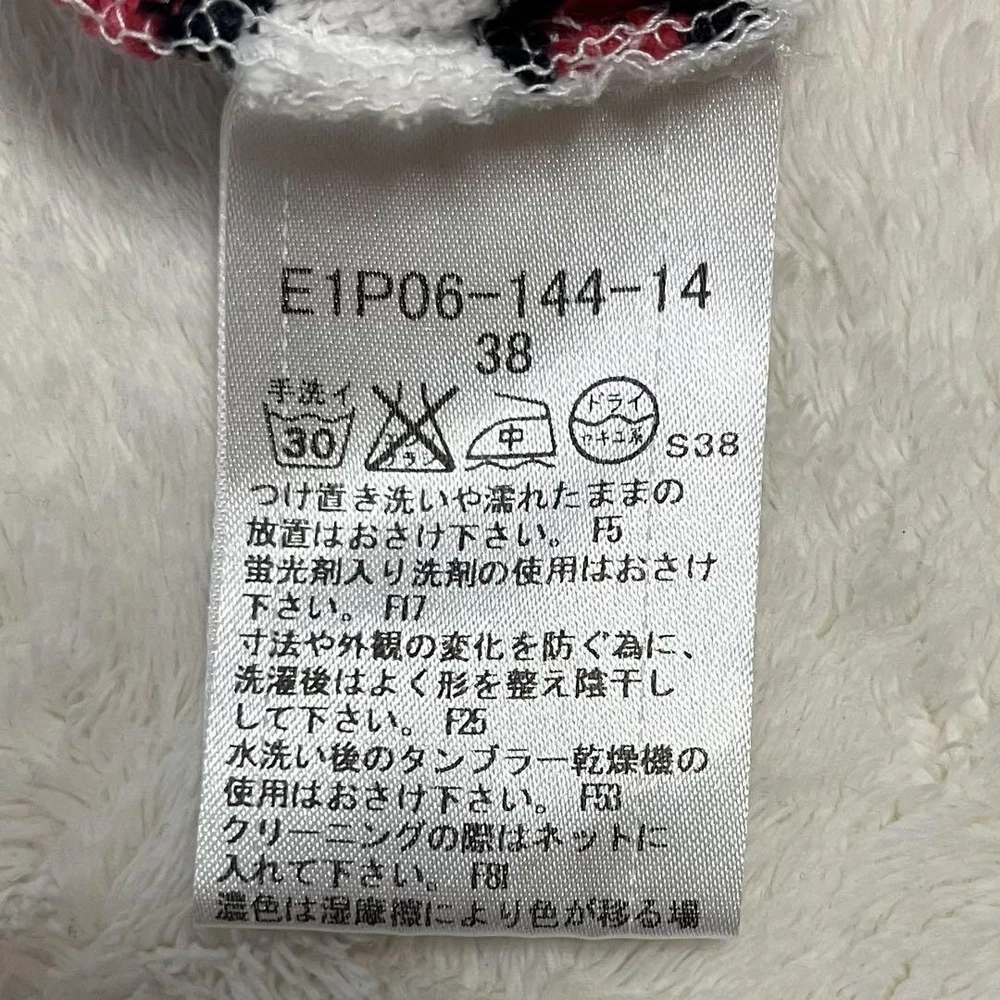 E1P06-144-14
38
手洗イ
30
中
ドライ
セキユ系
S38
つけ置き洗いや濡れたままの
放置はおさけ下さい。 F5
蛍光剤入り洗剤の使用はおさけ
下さい。 F17
寸法や外観の変化を防ぐ為に、
洗濯後はよく形を整え陰干し
して下さい。 F25
水洗い後のタンブラー乾燥機の
使用はおさけ下さい。 F53
クリーニングの際はネットに
入れて下さい。 F81
濃色は湿摩擦により色が移る場